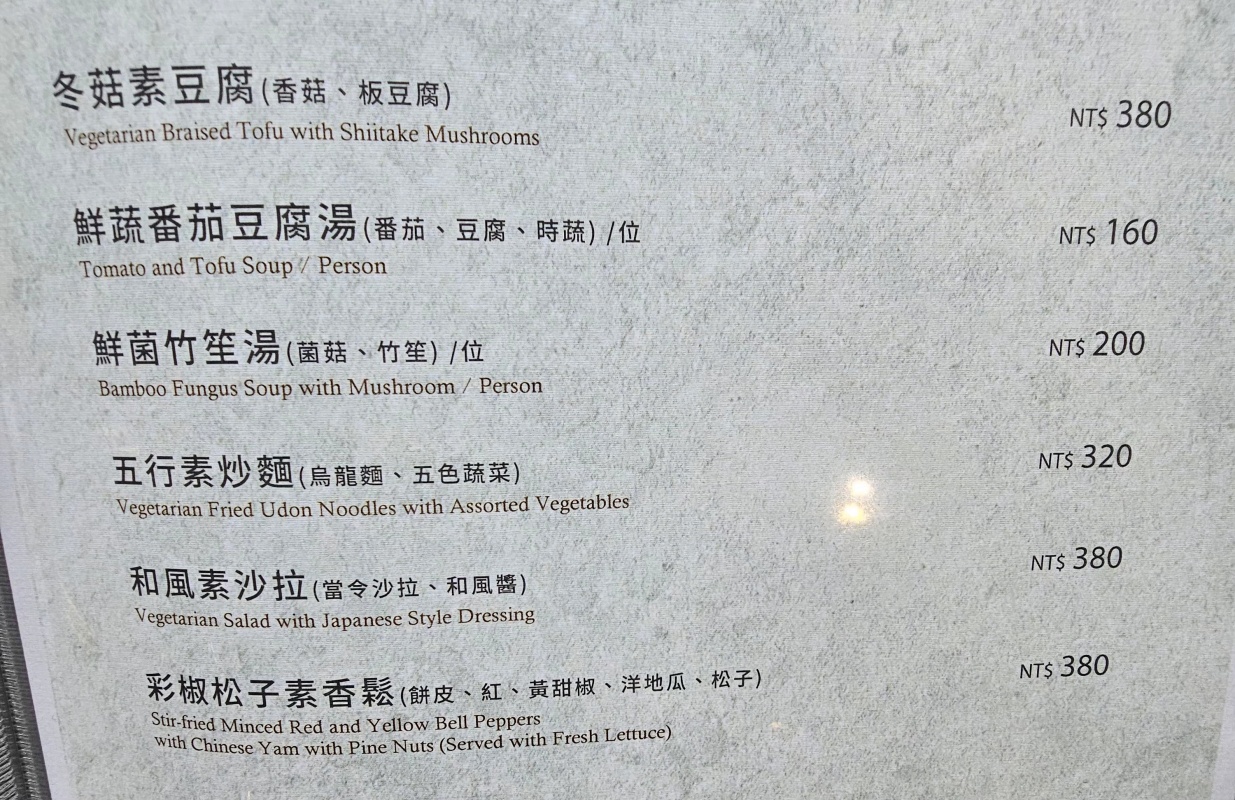 冬菇素豆腐(香菇、板豆腐)
NT$ 380
Vegetarian Braised Tofu with Shiitake Mushrooms
鮮蔬番茄豆腐湯(番茄、豆腐、時蔬) /位
NT$ 160
Tomato and Tofu Soup / Person
鮮菌竹笙湯(菌菇、竹笙) /位
NT$ 200
Bamboo Fungus Soup with Mushroom / Person
五行素炒麵(烏龍麵、五色蔬菜)
NT$ 320
Vegetarian Fried Udon Noodles with Assorted Vegetables
和風素沙拉(當令沙拉、和風醬)
NT$ 380
Vegetarian Salad with Japanese Style Dressing
彩椒松子素香鬆(餅皮、紅、黃甜椒、洋地瓜、松子)
NT$ 380
Stir-fried Minced Red and Yellow Bell Peppers
with Chinese Yam with Pine Nuts (Served with Fresh Lettuce)